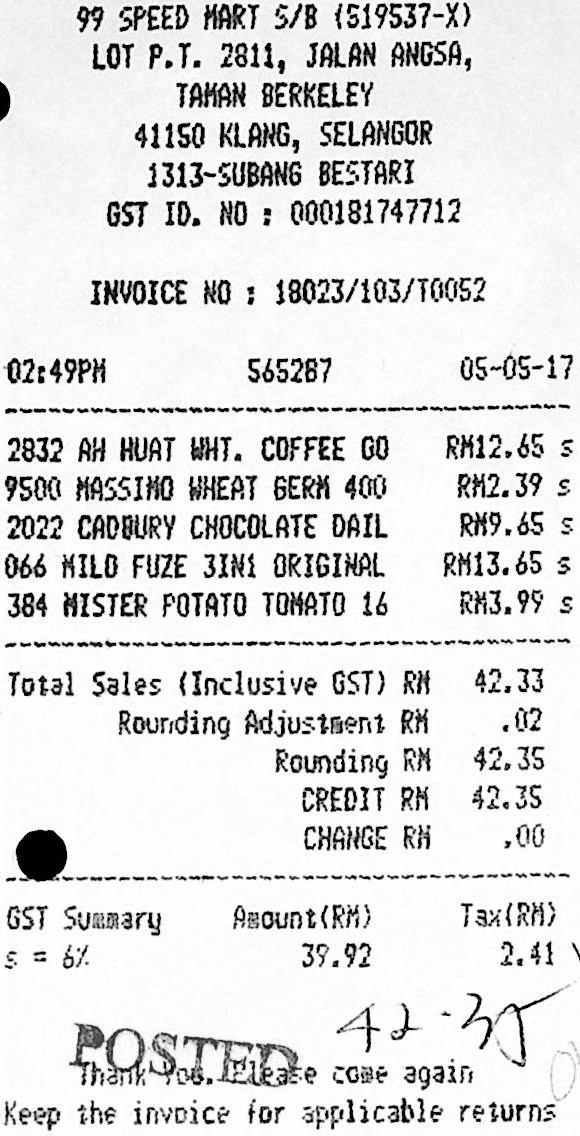 99 SPEED MART S/B (519537-X)
LOT P.T. 2811, JALAN ANGSA,
TAMAN BERKELEY
41150 KLANG, SELANGOR
1313-SUBANG BESTARI
GST ID. NO : 000181747712
INVOICE NO : 18023/103/T0052
02:49PM 565287 05-05-17
2832 AH HUAT WHT. COFFEE GO RM12.65 s
9500 MASSIMO WHEAT GERM 400 RM2.39 s
2022 CADBURY CHOCOLATE DAIL RM9.65 s
066 MILO FUZE 3IN1 ORIGINAL RM13.65 s
384 MISTER POTATO TOMATO 16 RM3.99 s
Total Sales (Inclusive GST) RM 42.33
Rounding Adjustment RM .02
Rounding RM 42.35
CREDIT RM 42.35
CHANGE RM .00
GST Summary Amount(RM) Tax(RM)
s = 6% 39.92 2.41
42.35
POSTED
Thank You. Please come again
Keep the invoice for applicable returns